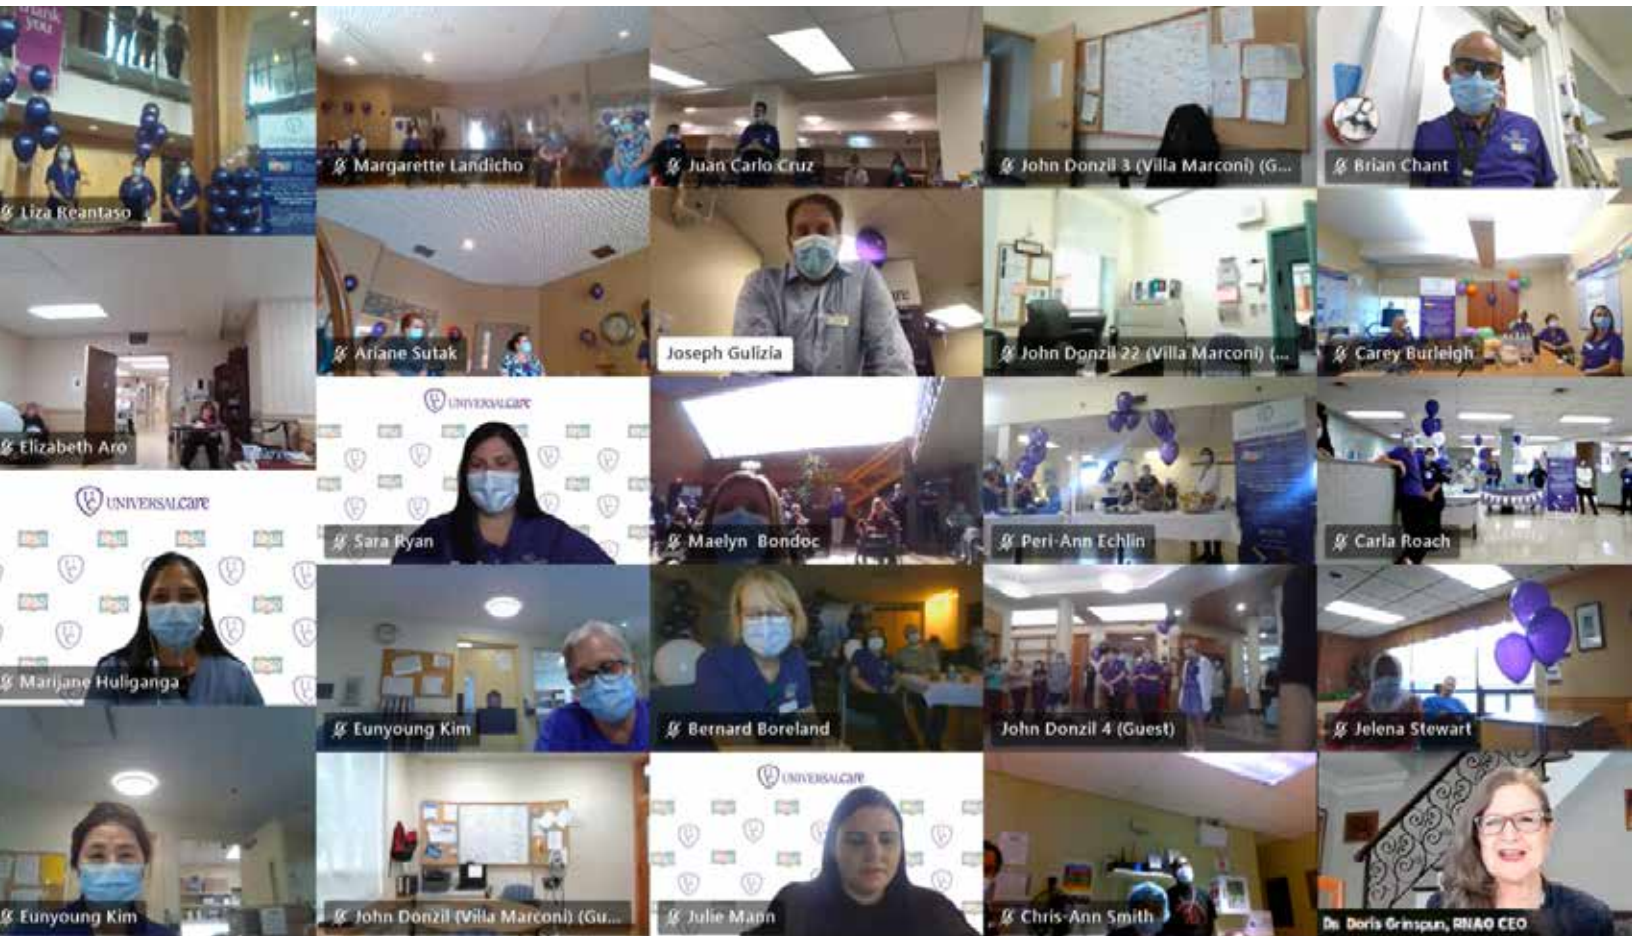 thank
you
Liza Reantaso
Margarette Landicho
Juan Carlo Cruz
John Donzil 3 (Villa Marconi) (G...
Brian Chant
Elizabeth Aro
Ariane Sutak
Joseph Gulizia
John Donzil 22 (Villa Marconi) (...
Carey Burleigh
UNIVERSALCARE
Marijane Huliganga
UNIVERSALCARE
Sara Ryan
Maelyn Bondoc
Peri-Ann Echlin
Carla Roach
Eunyoung Kim
Bernard Boreland
John Donzil 4 (Guest)
Jelena Stewart
Eunyoung Kim
John Donzil (Villa Marconi) (Gu...
UNIVERSALCARE
Julie Mann
Chris-Ann Smith
Dr. Doris Grinspun, RNAO CEO